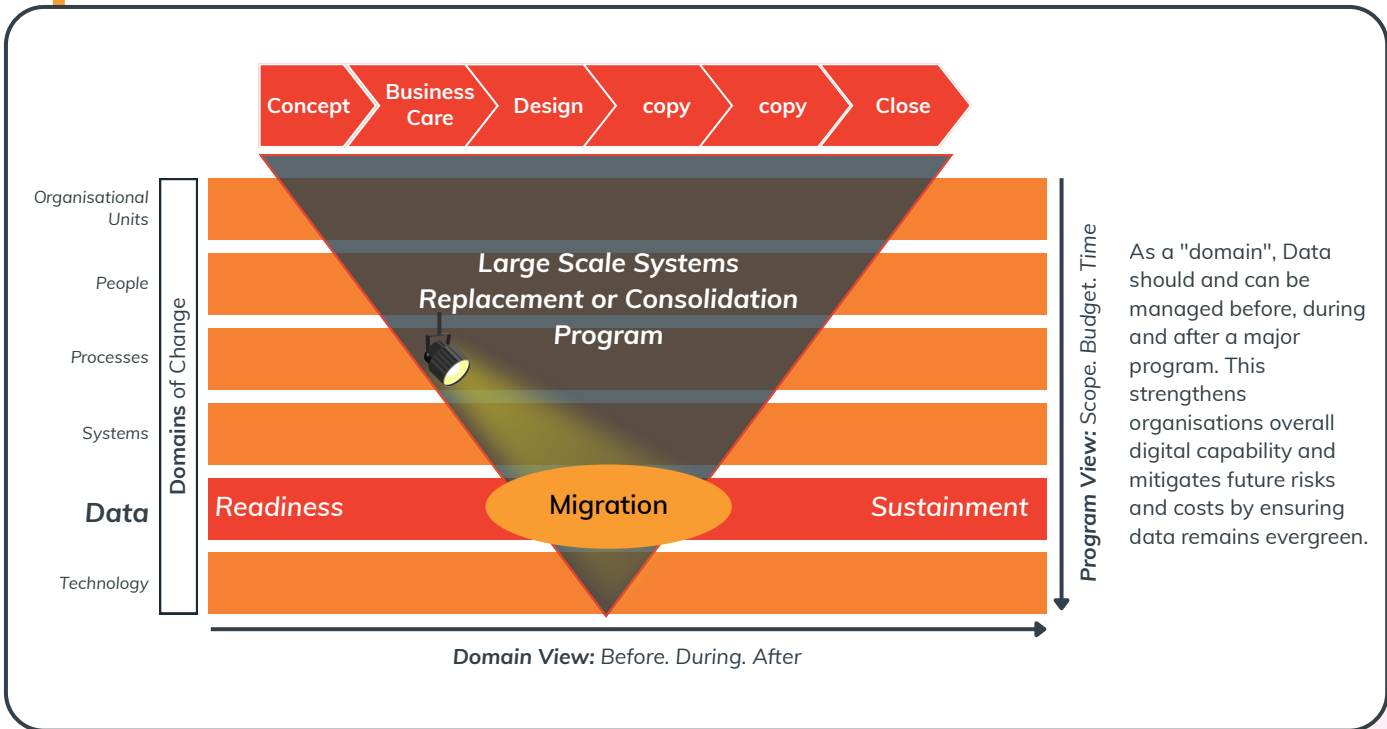 Concept
Business
Care
Design
copy
copy
Close
Organisational
Units
People
Processes
Systems
Data
Technology
Domains of Change
Large Scale Systems
Replacement or Consolidation
Program
Readiness
Migration
Sustainment
Domain View: Before. During. After
Program View: Scope. Budget. Time
As a "domain", Data
should and can be
managed before, during
and after a major
program. This
strengthens
organisations overall
digital capability and
mitigates future risks
and costs by ensuring
data remains evergreen.